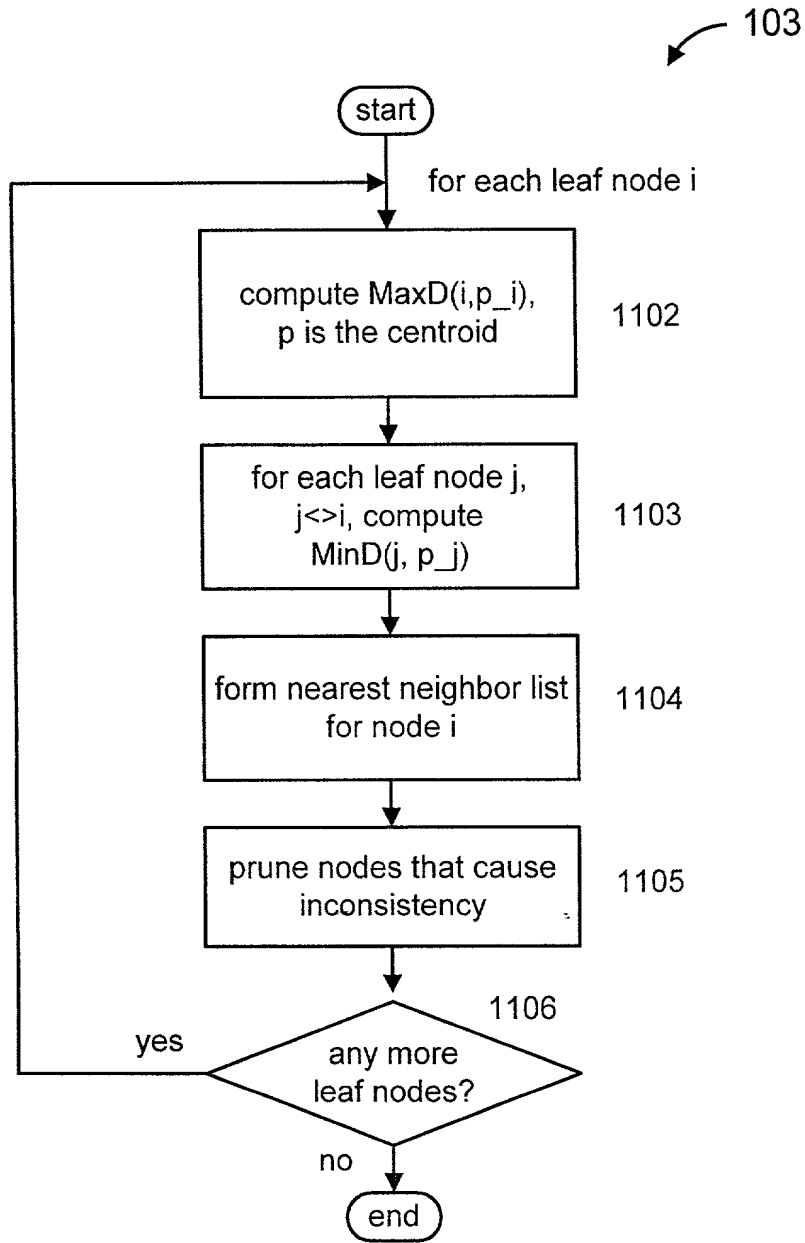 103
start
for each leaf node i
compute MaxD(i,p_i),
p is the centroid
1102
for each leaf node j,
j<>i, compute
MinD(j, p_j)
1103
form nearest neighbor list
for node i
1104
prune nodes that cause
inconsistency
1105
1106
yes
any more
leaf nodes?
no
end